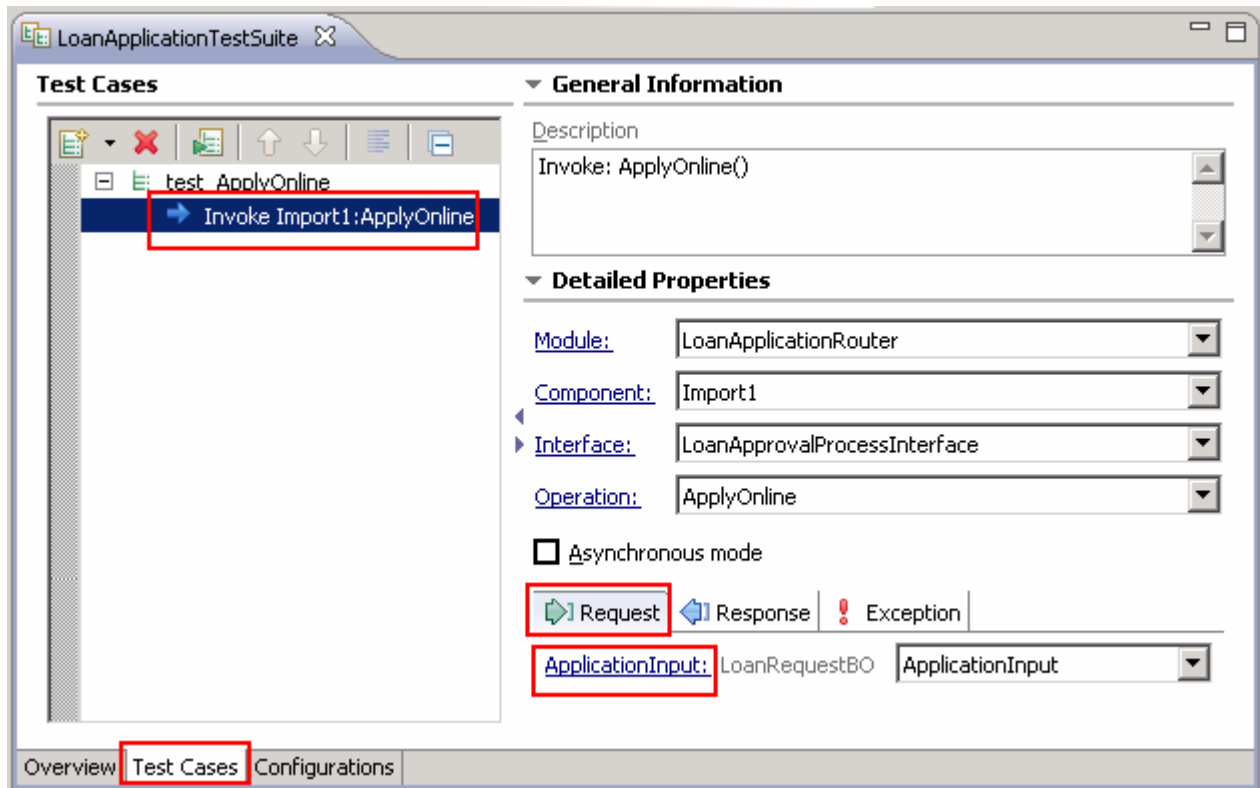 LoanApplicationTestSuite
Test Cases
test_ApplyOnline
Invoke Import1:ApplyOnline
General Information
Description
Invoke: ApplyOnline()
Detailed Properties
Module: LoanApplicationRouter
Component: Import1
Interface: LoanApprovalProcessInterface
Operation: ApplyOnline
Asynchronous mode
Request Response Exception
ApplicationInput: LoanRequestBO ApplicationInput
Overview Test Cases Configurations